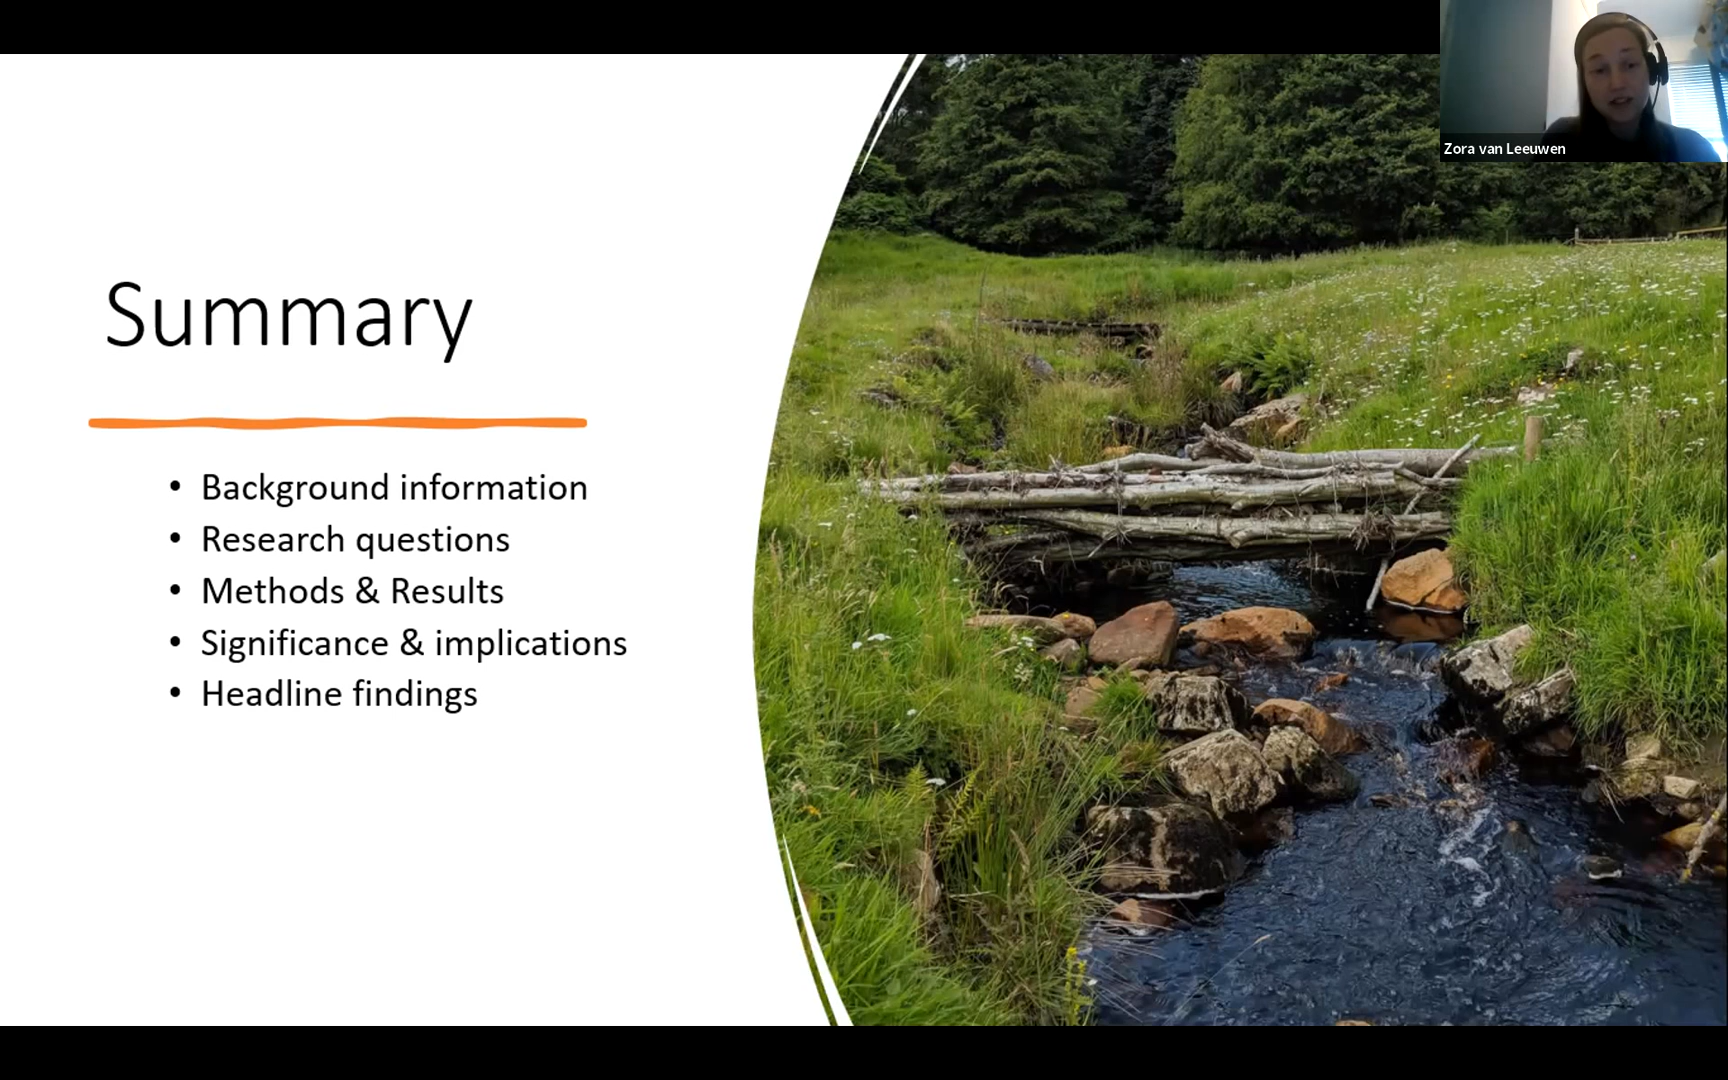 Zora van Leeuwen
Summary
• Background information
• Research questions
• Methods & Results
• Significance & implications
• Headline findings